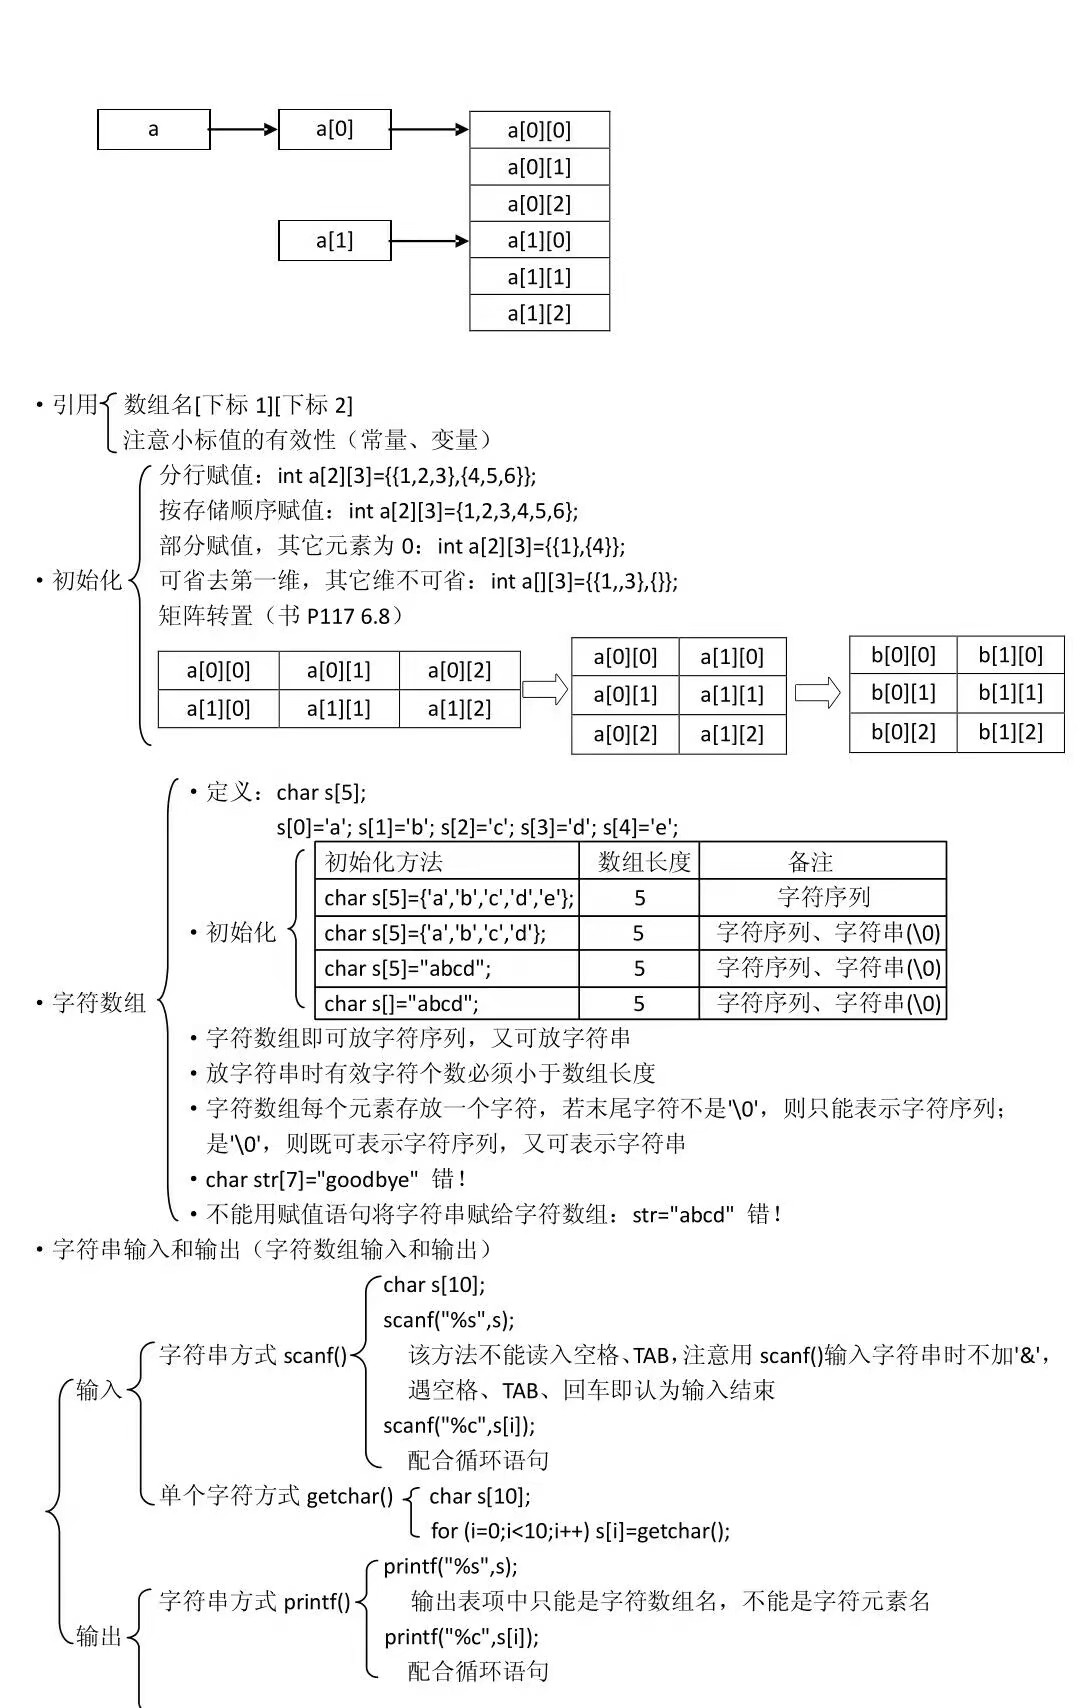 a
a[0]
a[0][0]
a[0][1]
a[0][2]
a[1]
a[1][0]
a[1][1]
a[1][2]
•引用
数组名[下标 1][下标 2]
注意小标值的有效性（常量、变量）
•初始化
分行赋值：int a[2][3]={{1,2,3},{4,5,6}};
按存储顺序赋值：int a[2][3]={1,2,3,4,5,6};
部分赋值，其它元素为 0：int a[2][3]={{1},{4}};
可省去第一维，其它维不可省：int a[][3]={{1,,3},{}};
矩阵转置（书 P117 6.8）
a[0][0] a[0][1] a[0][2]
a[1][0] a[1][1] a[1][2]
a[0][0] a[1][0]
a[0][1] a[1][1]
a[0][2] a[1][2]
b[0][0] b[1][0]
b[0][1] b[1][1]
b[0][2] b[1][2]
•字符数组
•定义：char s[5];
s[0]='a'; s[1]='b'; s[2]='c'; s[3]='d'; s[4]='e';
•初始化
初始化方法 数组长度 备注
char s[5]={'a','b','c','d','e'}; 5 字符序列
char s[5]={'a','b','c','d'}; 5 字符序列、字符串(\0)
char s[5]="abcd"; 5 字符序列、字符串(\0)
char s[]="abcd"; 5 字符序列、字符串(\0)
•字符数组即可放字符序列，又可放字符串
•放字符串时有效字符个数必须小于数组长度
•字符数组每个元素存放一个字符，若末尾字符不是'\0'，则只能表示字符序列；
是'\0'，则既可表示字符序列，又可表示字符串
•char str[7]="goodbye" 错！
•不能用赋值语句将字符串赋给字符数组：str="abcd" 错！
•字符串输入和输出（字符数组输入和输出）
输入
字符串方式 scanf()
char s[10];
scanf("%s",s);
该方法不能读入空格、TAB，注意用 scanf()输入字符串时不加'&'，
遇空格、TAB、回车即认为输入结束
scanf("%c",s[i]);
配合循环语句
单个字符方式 getchar()
char s[10];
for (i=0;i<10;i++) s[i]=getchar();
输出
字符串方式 printf()
printf("%s",s);
输出表项中只能是字符数组名，不能是字符元素名
printf("%c",s[i]);
配合循环语句